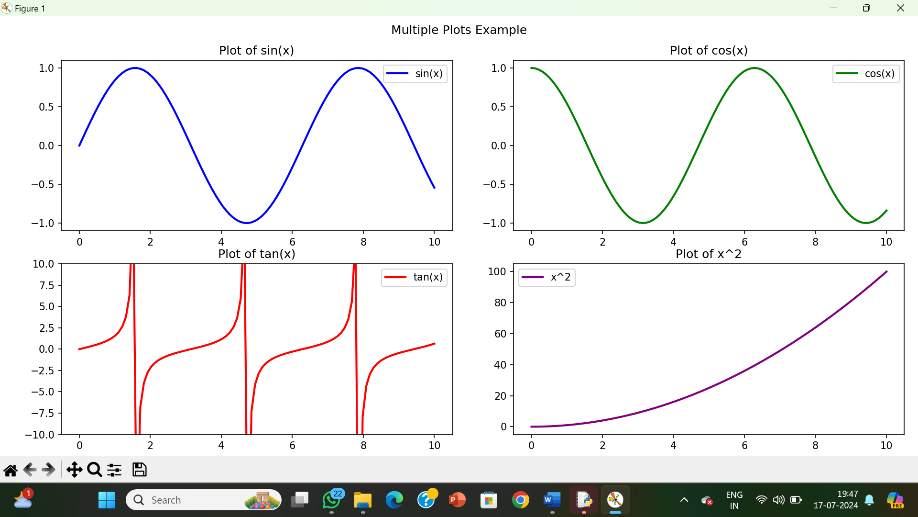 Figure 1
Multiple Plots Example
Plot of sin(x)
1.0
0.5
0.0
−0.5
−1.0
0 2 4 6 8 10
sin(x)
Plot of cos(x)
1.0
0.5
0.0
−0.5
−1.0
0 2 4 6 8 10
cos(x)
Plot of tan(x)
10.0
7.5
5.0
2.5
0.0
−2.5
−5.0
−7.5
−10.0
0 2 4 6 8 10
tan(x)
Plot of x^2
100
80
60
40
20
0
0 2 4 6 8 10
x^2
1
Search
22
ENG
IN
19:47
17-07-2024
PRE